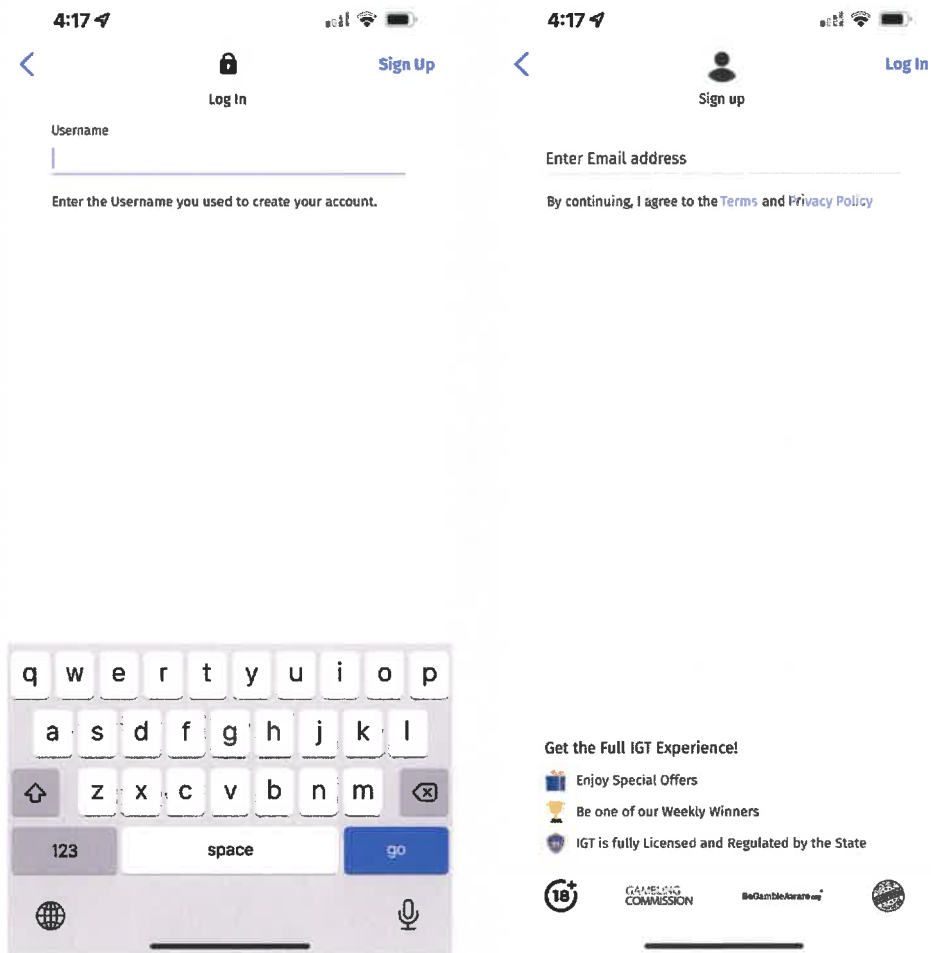 4:17
Sign Up
Log In
Username
Enter the Username you used to create your account.
q w e r t y u i o p
a s d f g h j k l
z x c v b n m
123 space go
4:17
Log In
Sign up
Enter Email address
By continuing, I agree to the Terms and Privacy Policy
Get the Full IGT Experience!
Enjoy Special Offers
Be one of our Weekly Winners
IGT is fully Licensed and Regulated by the State
18+
GAMBLING
COMMISSION
BeGambleAware.org